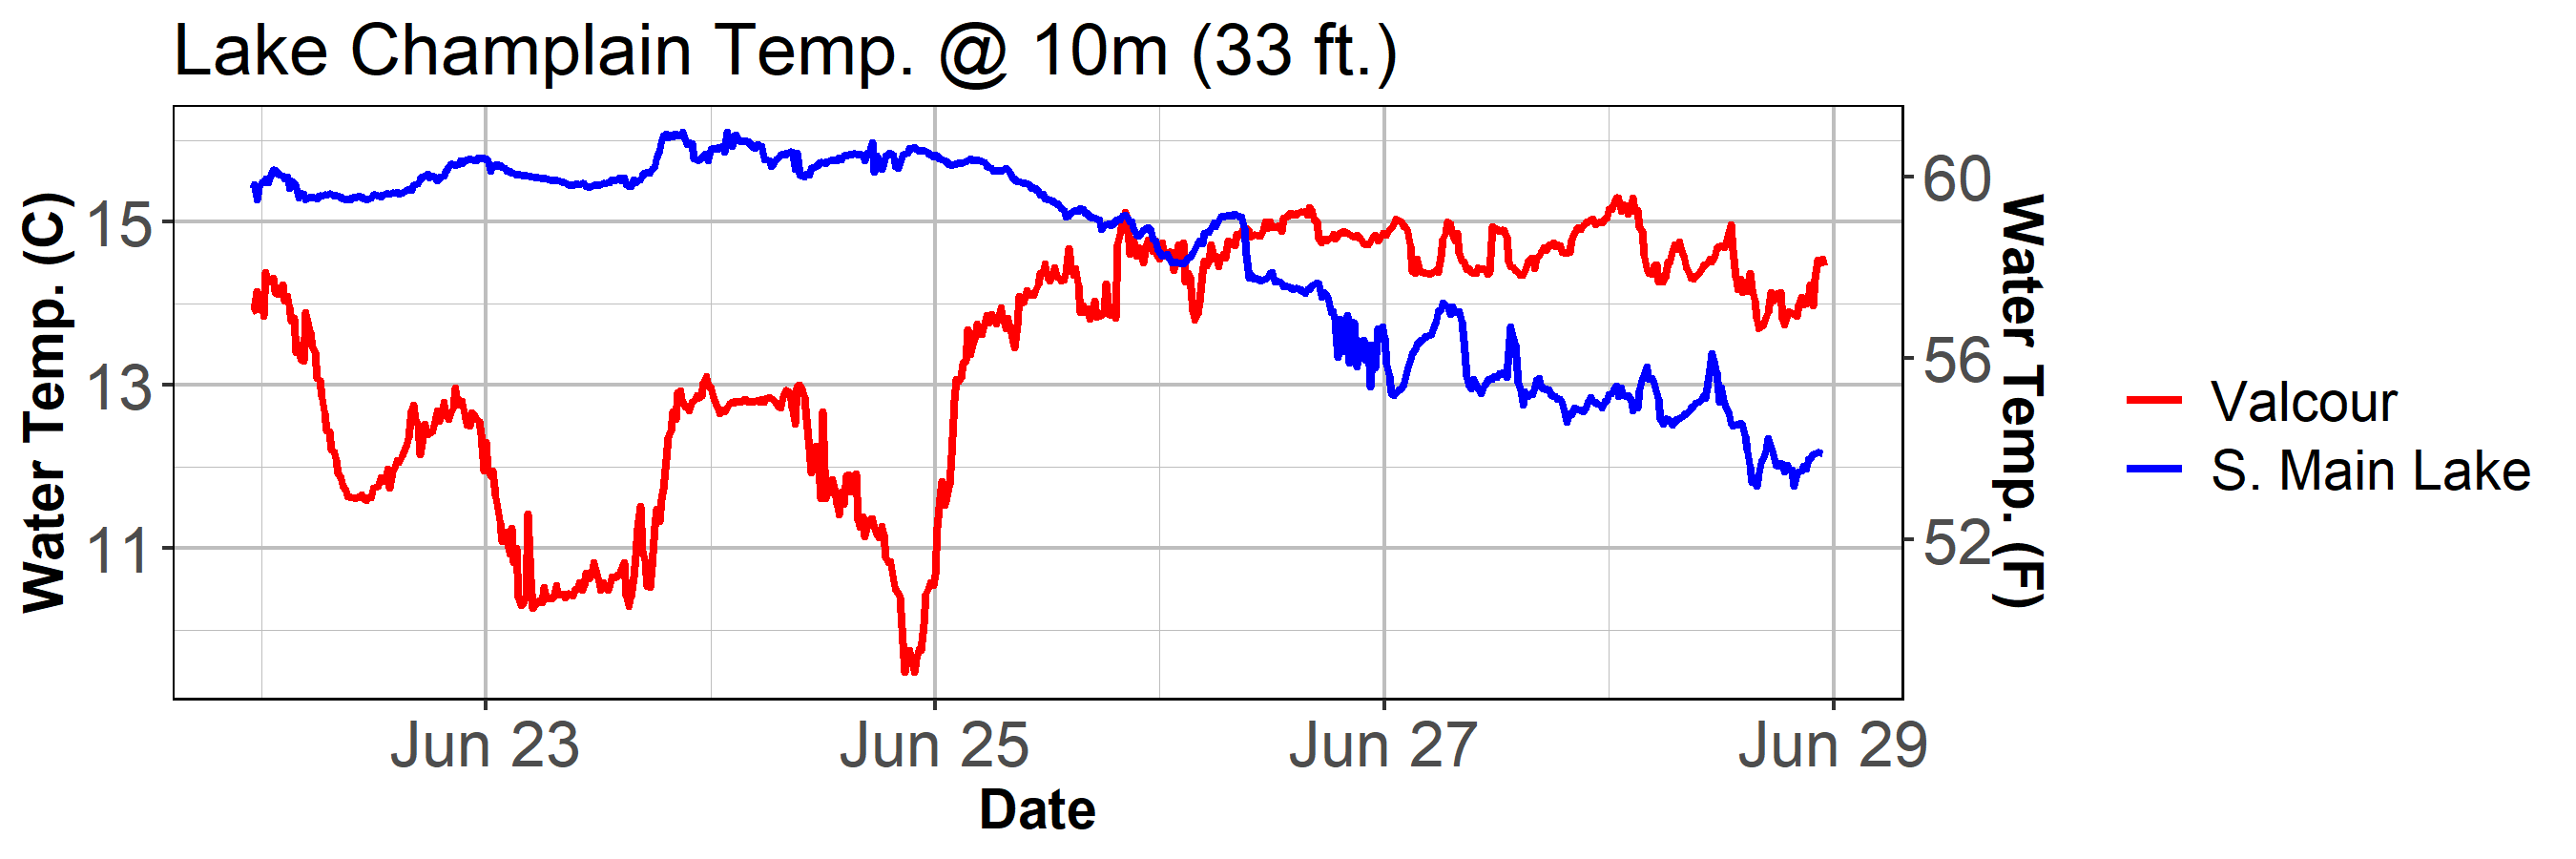 Lake Champlain Temp. @ 10m (33 ft.)
Water Temp. (C)
15
13
11
60
56
52
Water Temp. (F)
Valcour
S. Main Lake
Jun 23
Jun 25
Jun 27
Jun 29
Date